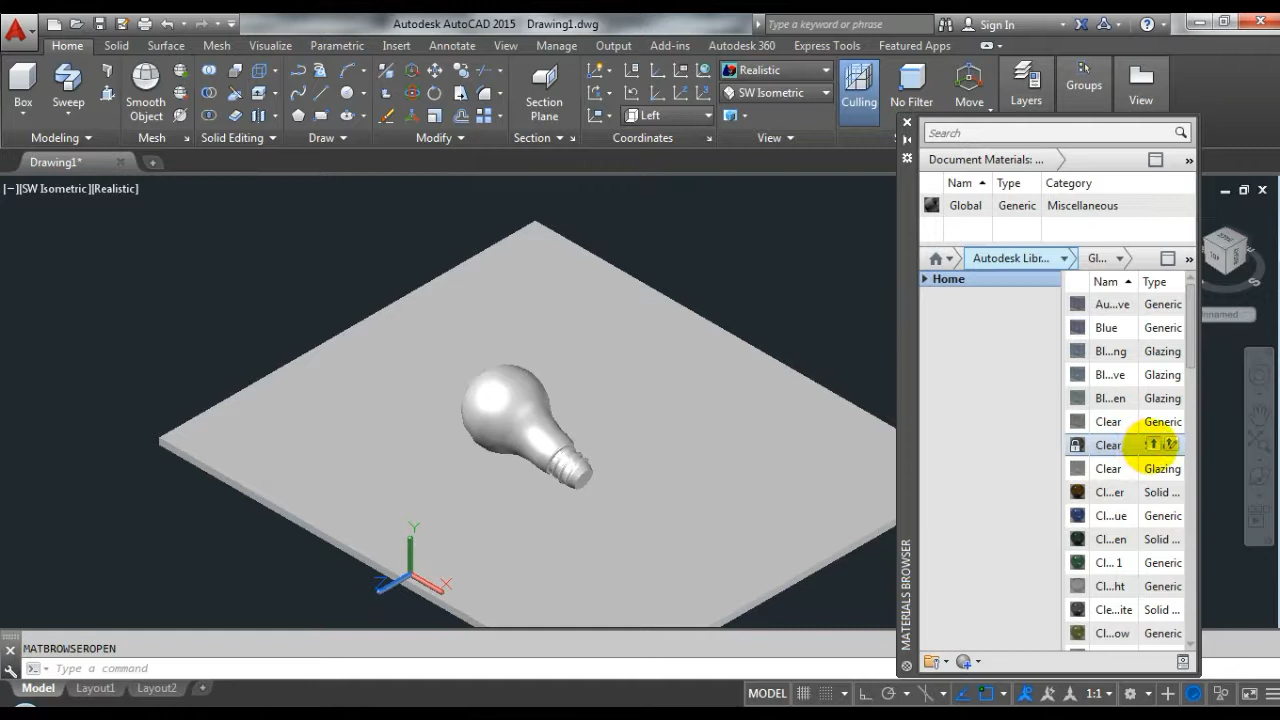 Autodesk AutoCAD 2015 Drawing1.dwg
Type a keyword or phrase
Sign In
Home Solid Surface Mesh Visualize Parametric Insert Annotate View Manage Output Add-ins Autodesk 360 Express Tools Featured Apps
Realistic
SW Isometric
Left
Box
Sweep
Smooth
Object
Section
Plane
Culling
No Filter
Move
Layers
Groups
View
Modeling
Mesh
Solid Editing
Draw
Modify
Section
Coordinates
View
Drawing1*
[−][SW Isometric][Realistic]
Search
Document Materials: ...
Nam Type Category
Global Generic Miscellaneous
Autodesk Libr... Gl...
Home
Nam Type
Au...ve Generic
Blue Generic
Bl...ng Glazing
Bl...ve Glazing
Bl...en Glazing
Clear Generic
Clear
Clear Glazing
Cl...er Solid ...
Cl...ue Generic
Cl...en Solid ...
Cl... 1 Generic
Cl...ht Generic
Cle...ite Solid ...
Cl...ow Generic
MATERIALS BROWSER
TOP
S
Y
X
Z
MATBROWSEROPEN
Type a command
Model Layout1 Layout2
MODEL
1:1